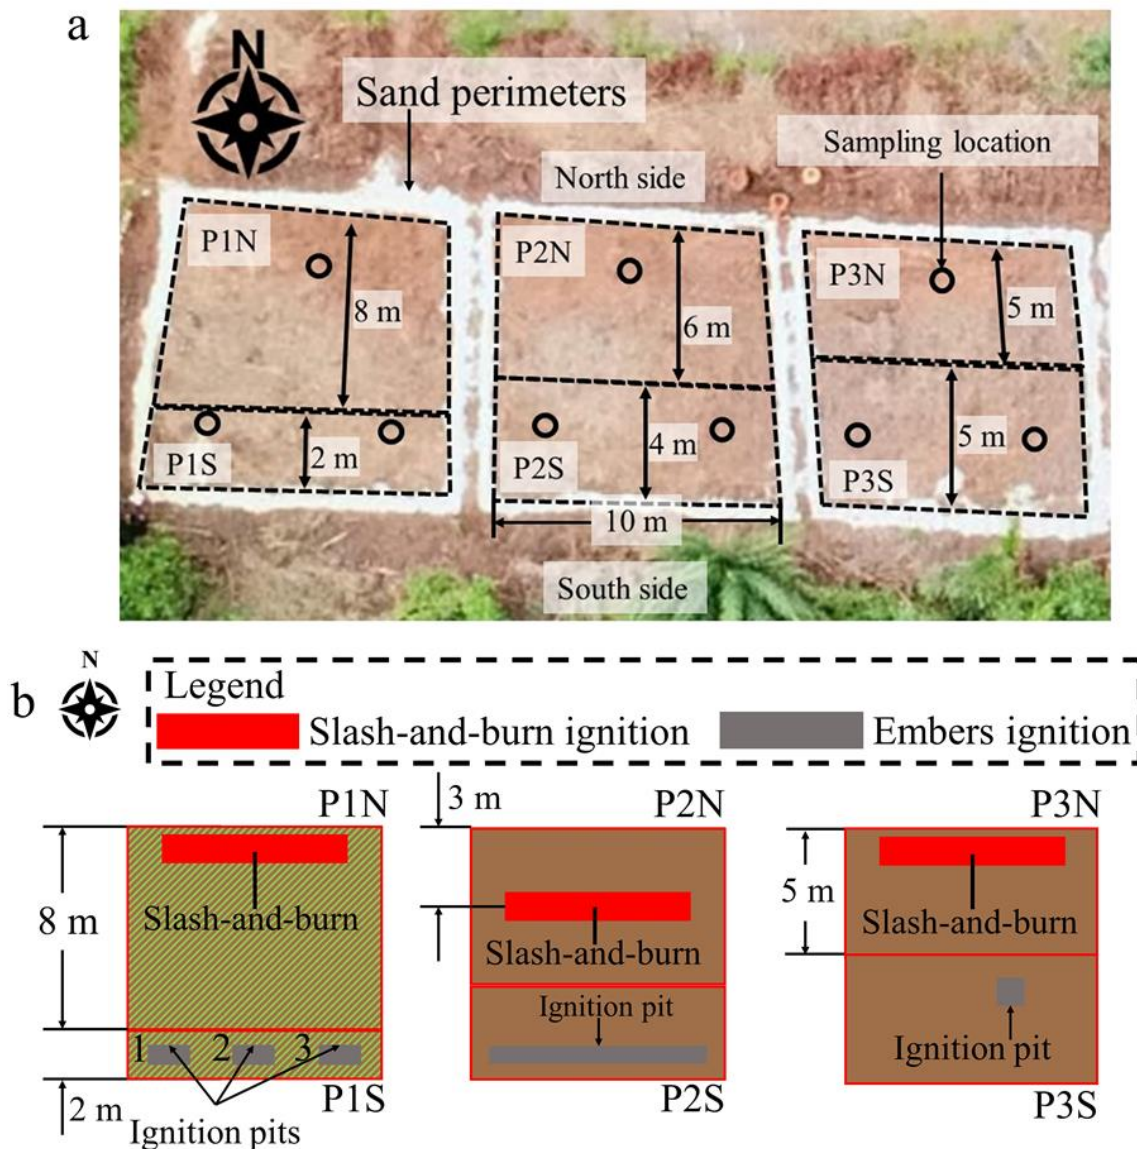 a
N
Sand perimeters
Sampling location
North side
P1N
P2N
P3N
8 m
6 m
5 m
P1S
2 m
P2S
4 m
P3S
5 m
10 m
South side
b
N
Legend
Slash-and-burn ignition
Embers ignition
3 m
P1N
P2N
P3N
8 m
Slash-and-burn
Slash-and-burn
5 m
Slash-and-burn
Ignition pit
1
2
3
Ignition pit
2 m
P1S
P2S
P3S
Ignition pits